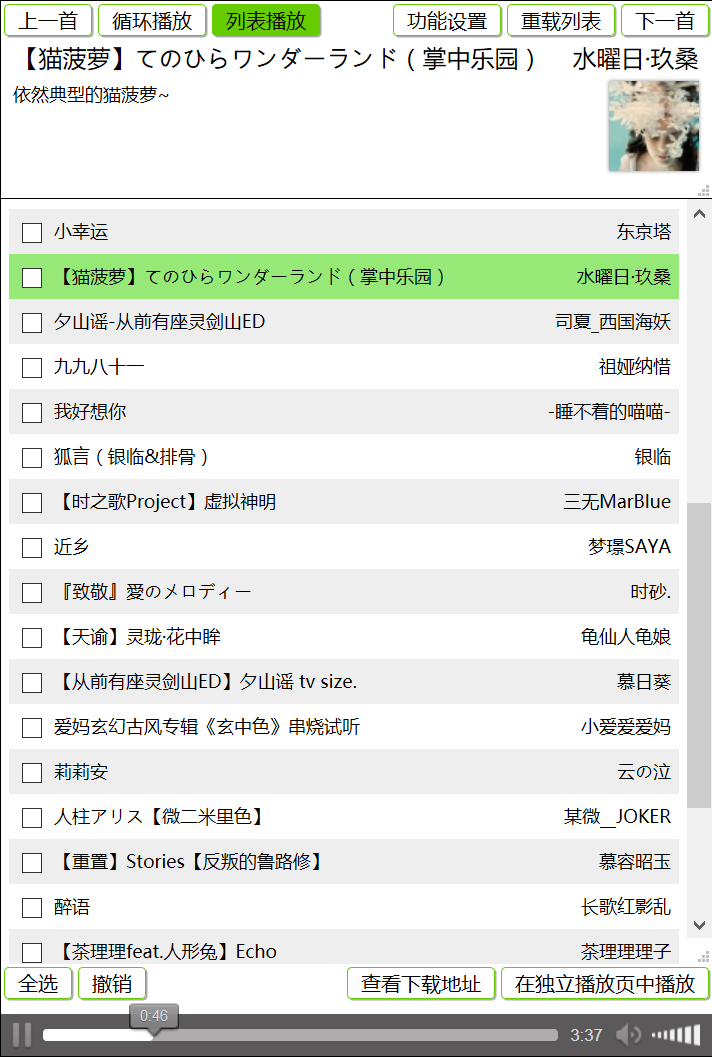 上一首 循环播放 列表播放 功能设置 重载列表 下一首
【猫菠萝】てのひらワンダーランド（掌中乐园） 水曜日·玖桑
依然典型的猫菠萝~
小幸运 东京塔
【猫菠萝】てのひらワンダーランド（掌中乐园） 水曜日·玖桑
夕山谣-从前有座灵剑山ED 司夏_西国海妖
九九八十一 祖娅纳惜
我好想你 -睡不着的喵喵-
狐言（银临&排骨） 银临
【时之歌Project】虚拟神明 三无MarBlue
近乡 梦璟SAYA
『致敬』愛のメロディー 时砂.
【天谕】灵珑·花中眸 龟仙人龟娘
【从前有座灵剑山ED】夕山谣 tv size. 慕日葵
爱妈玄幻古风专辑《玄中色》串烧试听 小爱爱爱妈
莉莉安 云の泣
人柱アリス【微二米里色】 某微__JOKER
【重置】Stories【反叛的鲁路修】 慕容昭玉
醉语 长歌红影乱
【茶理理feat.人形兔】Echo 茶理理理子
全选 撤销 查看下载地址 在独立播放页中播放
0:46
3:37